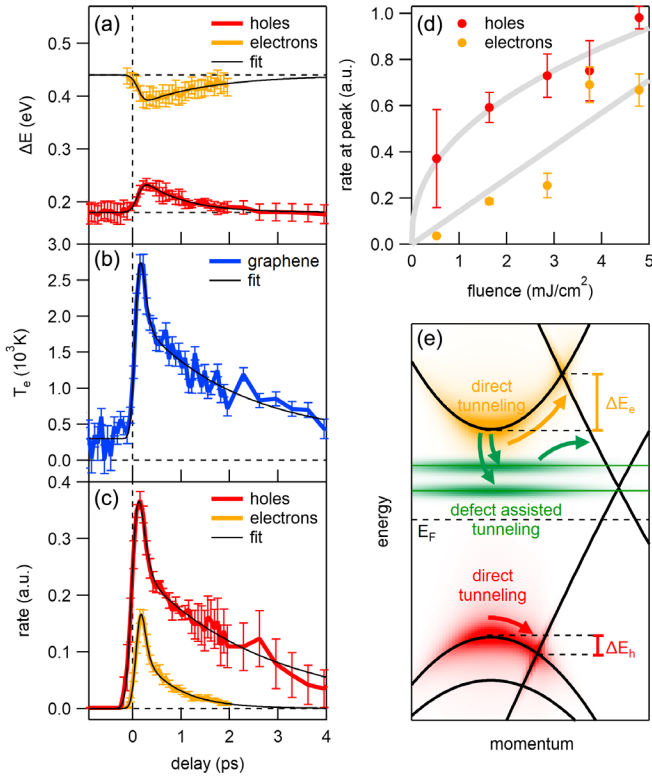 (a)
holes
electrons
fit
ΔE (eV)
0.5
0.4
0.3
0.2
(b)
graphene
fit
T_e (10³K)
3.0
2.5
2.0
1.5
1.0
0.5
0.0
(c)
holes
electrons
fit
rate (a.u.)
0.4
0.3
0.2
0.1
0.0
0 1 2 3 4
delay (ps)
(d)
holes
electrons
rate at peak (a.u.)
1.0
0.8
0.6
0.4
0.2
0.0
0 1 2 3 4 5
fluence (mJ/cm²)
(e)
direct
tunneling
ΔE_e
defect assisted
tunneling
E_F
direct
tunneling
ΔE_h
energy
momentum